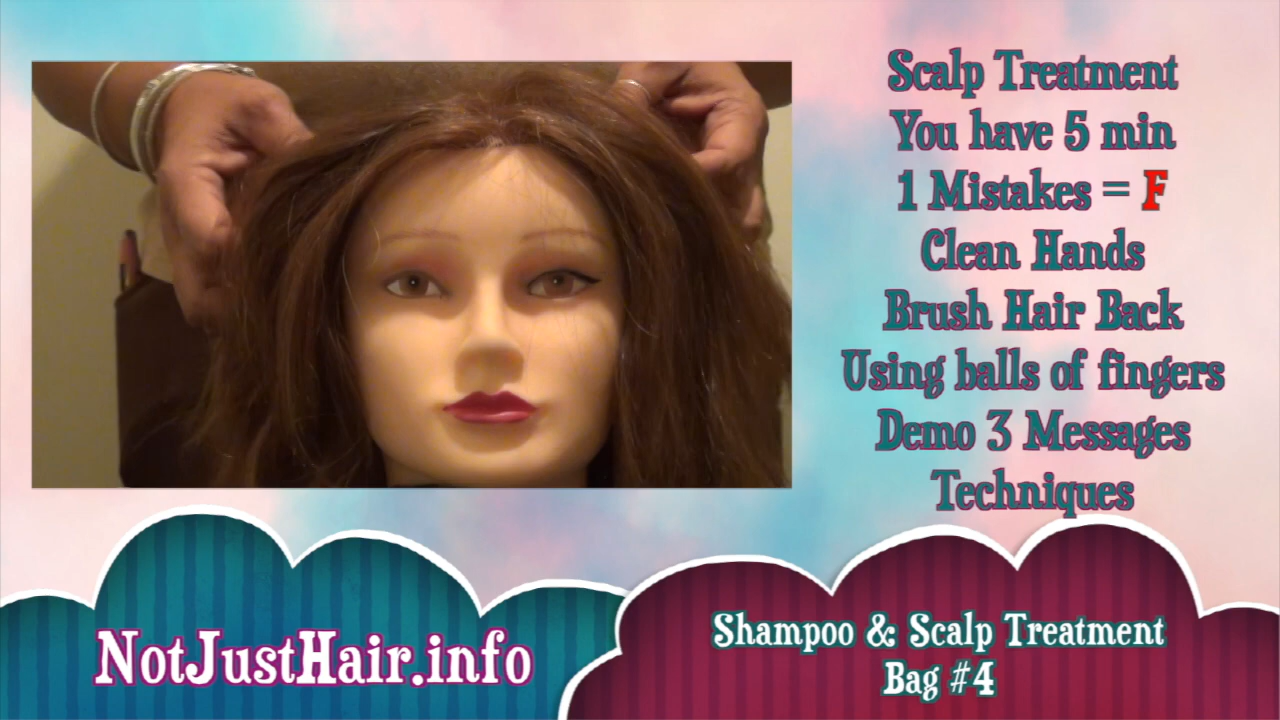 Scalp Treatment
You have 5 min
1 Mistakes = F
Clean Hands
Brush Hair Back
Using balls of fingers
Demo 3 Messages
Techniques
NotJustHair.info
Shampoo & Scalp Treatment
Bag #4